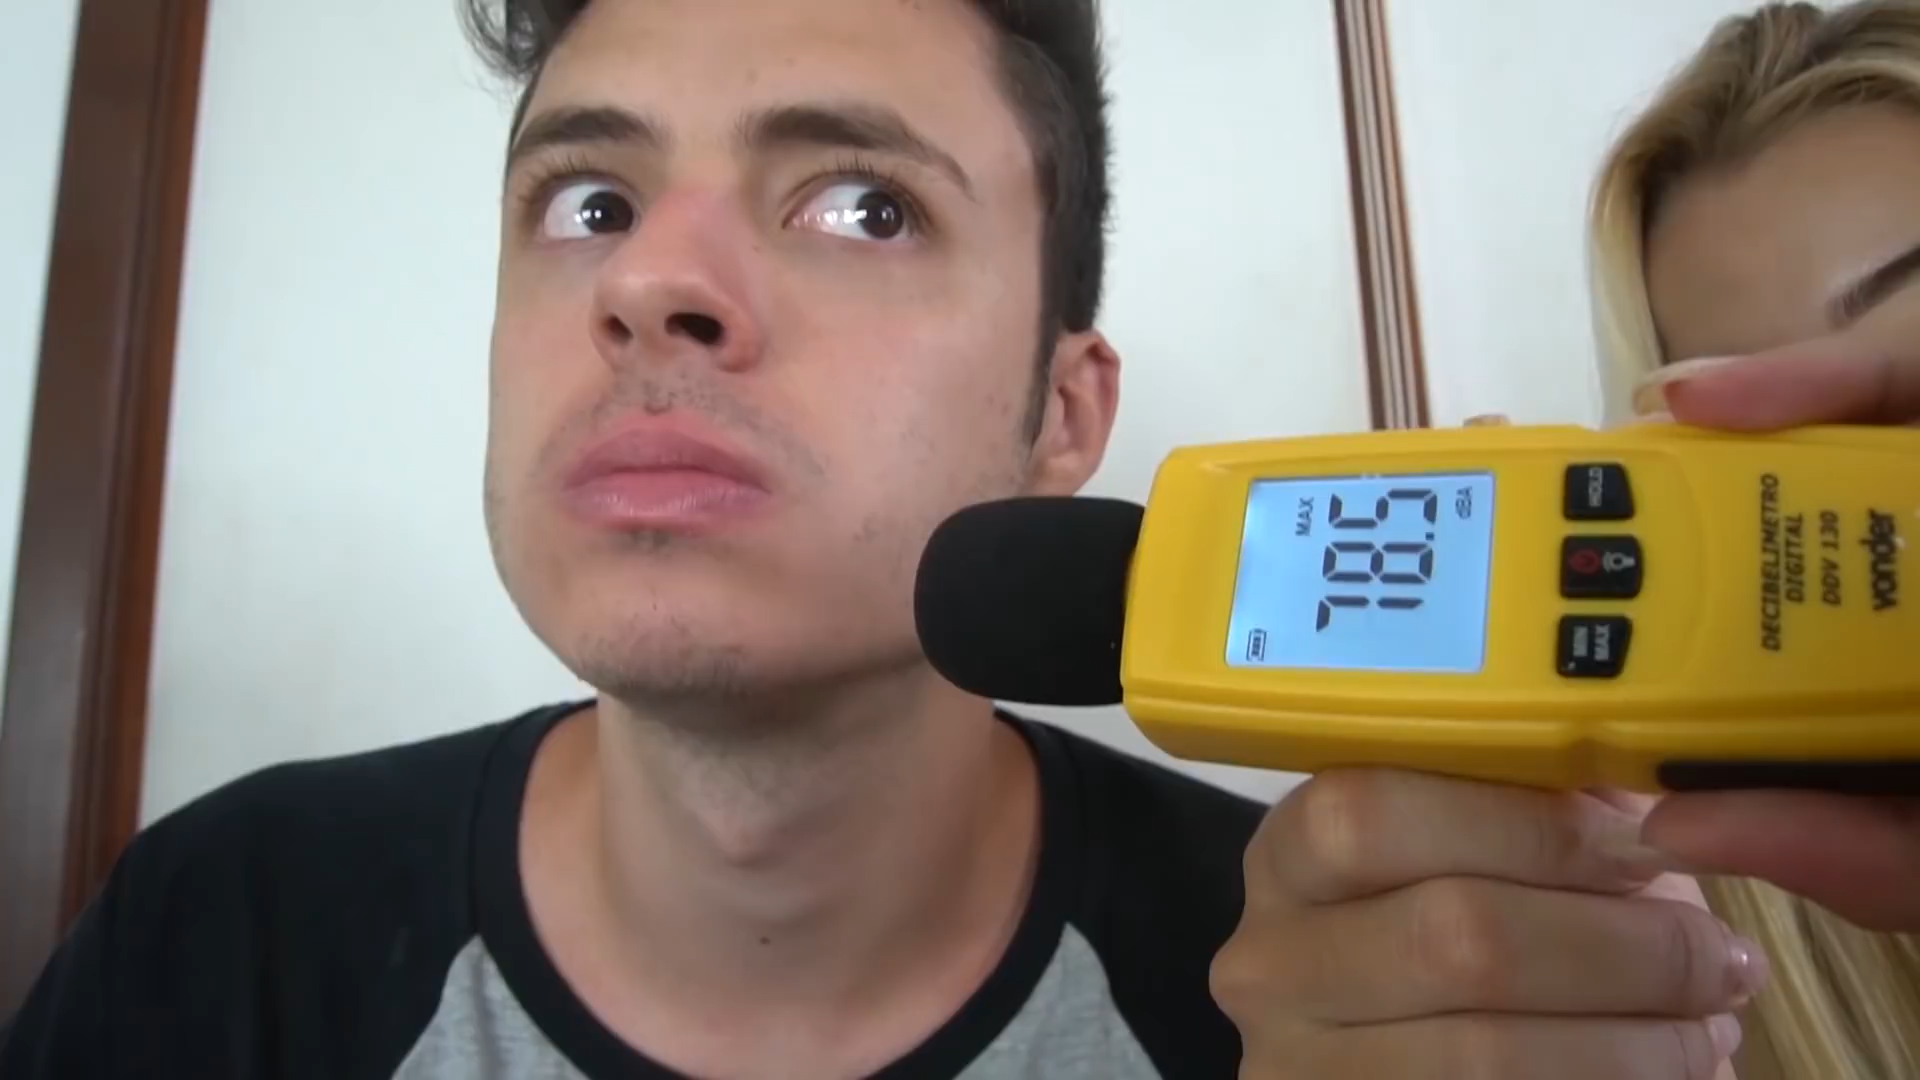 MAX
78.5
dBA
HOLD
MIN
MAX
DECIBELIMETRO
DIGITAL
DDV 130
vonder